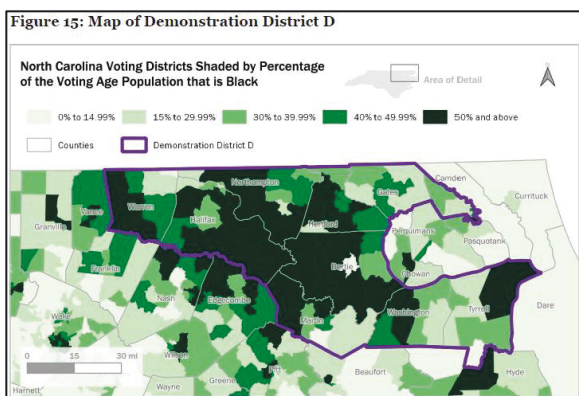 Figure 15: Map of Demonstration District D
North Carolina Voting Districts Shaded by Percentage
of the Voting Age Population that is Black
Area of Detail
N
0% to 14.99%
15% to 29.99%
30% to 39.99%
40% to 49.99%
50% and above
Counties
Demonstration District D
Northampton
Camden
Gates
Currituck
Vance
Warren
Granville
Halifax
Hertford
Perquimans
Pasquotank
Franklin
Bertie
Chowan
Nash
Edgecombe
Martin
Washington
Tyrrell
Dare
Wake
Wilson
Pitt
0
15
30 mi
Harnett
Wayne
Greene
Beaufort
Hyde